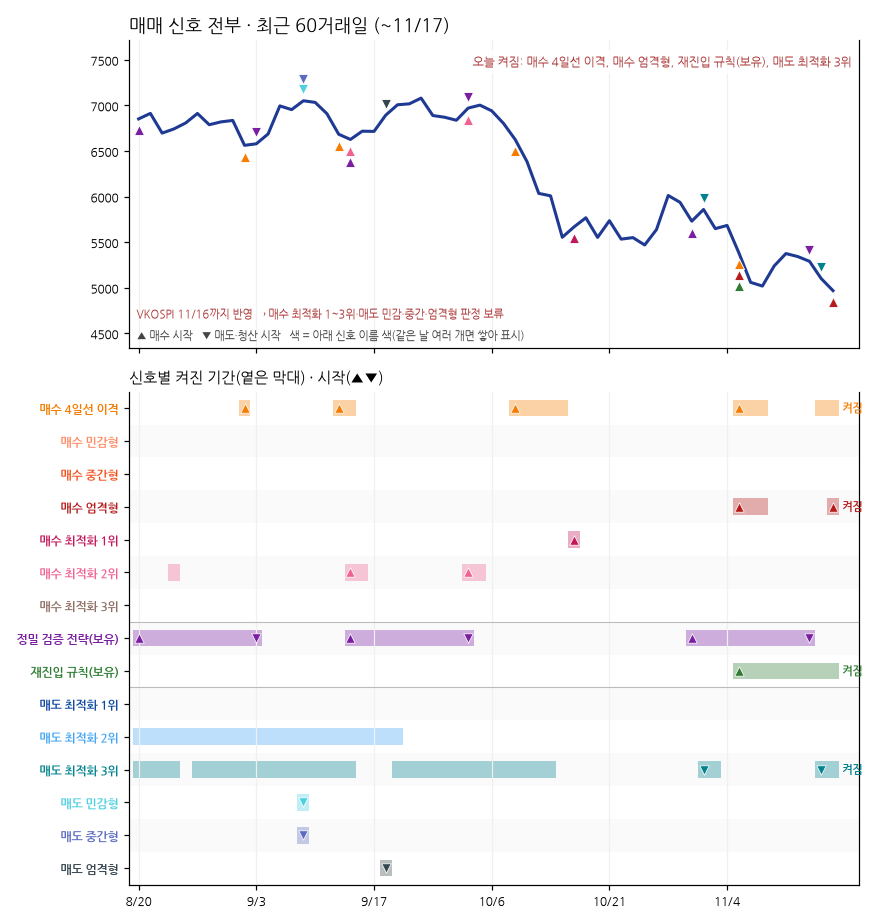 매매 신호 전부 · 최근 60거래일 (~11/17)
오늘 켜짐: 매수 4일선 이격, 매수 엄격형, 재진입 규칙(보유), 매도 최적화 3위
7500
7000
6500
6000
5500
5000
4500
VKOSPI 11/16까지 반영 → 매수 최적화 1~3위·매도 민감·중간·엄격형 판정 보류
▲ 매수 시작 ▼ 매도·청산 시작 색 = 아래 신호 이름 색(같은 날 여러 개면 쌓아 표시)
신호별 켜진 기간(옅은 막대) · 시작(▲▼)
매수 4일선 이격 켜짐
매수 민감형
매수 중간형
매수 엄격형 켜짐
매수 최적화 1위
매수 최적화 2위
매수 최적화 3위
정밀 검증 전략(보유)
재진입 규칙(보유) 켜짐
매도 최적화 1위
매도 최적화 2위
매도 최적화 3위 켜짐
매도 민감형
매도 중간형
매도 엄격형
8/20 9/3 9/17 10/6 10/21 11/4